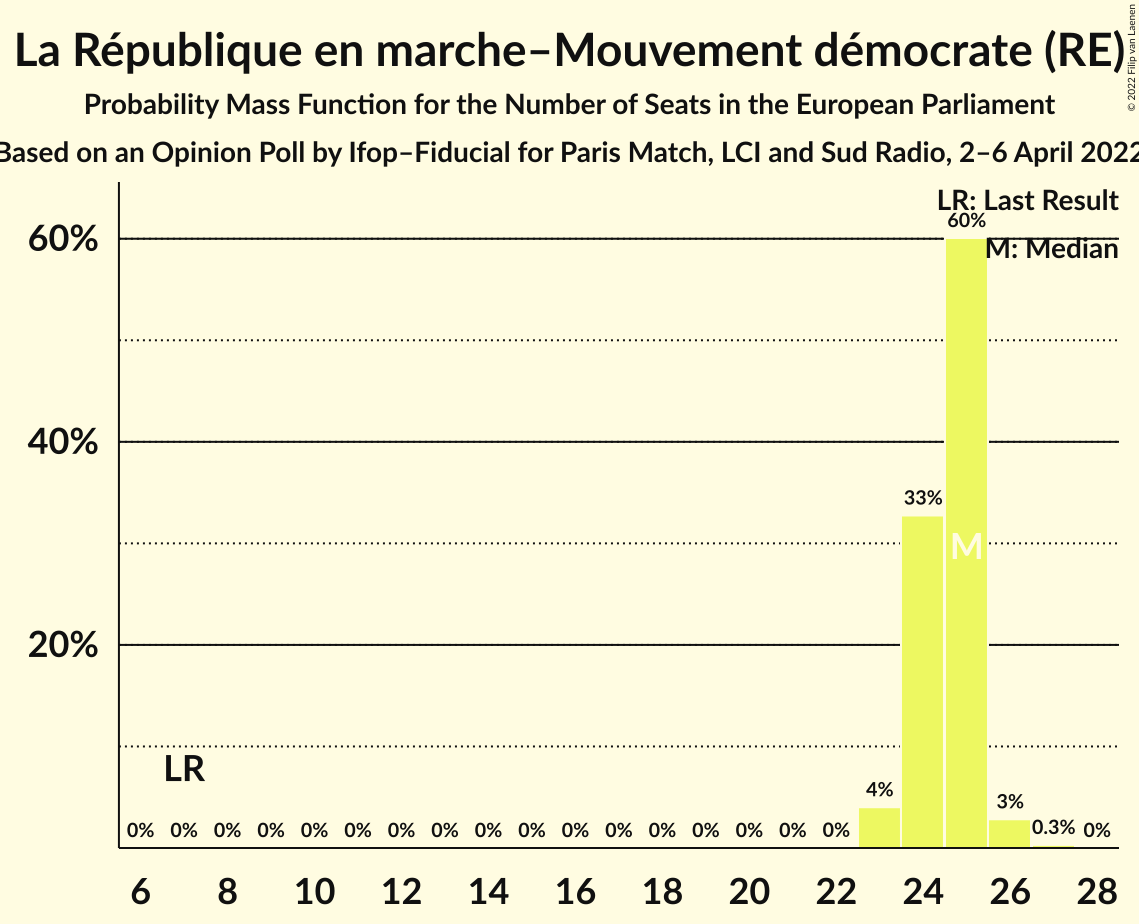 La République en marche–Mouvement démocrate (RE)
© 2022 Filip van Laenen
Probability Mass Function for the Number of Seats in the European Parliament
Based on an Opinion Poll by Ifop–Fiducial for Paris Match, LCI and Sud Radio, 2–6 April 2022
LR: Last Result
M: Median
60%
40%
20%
60%
33%
M
LR
4%
3%
0% 0% 0% 0% 0% 0% 0% 0% 0% 0% 0% 0% 0% 0% 0% 0% 0% 0.3% 0%
6 8 10 12 14 16 18 20 22 24 26 28